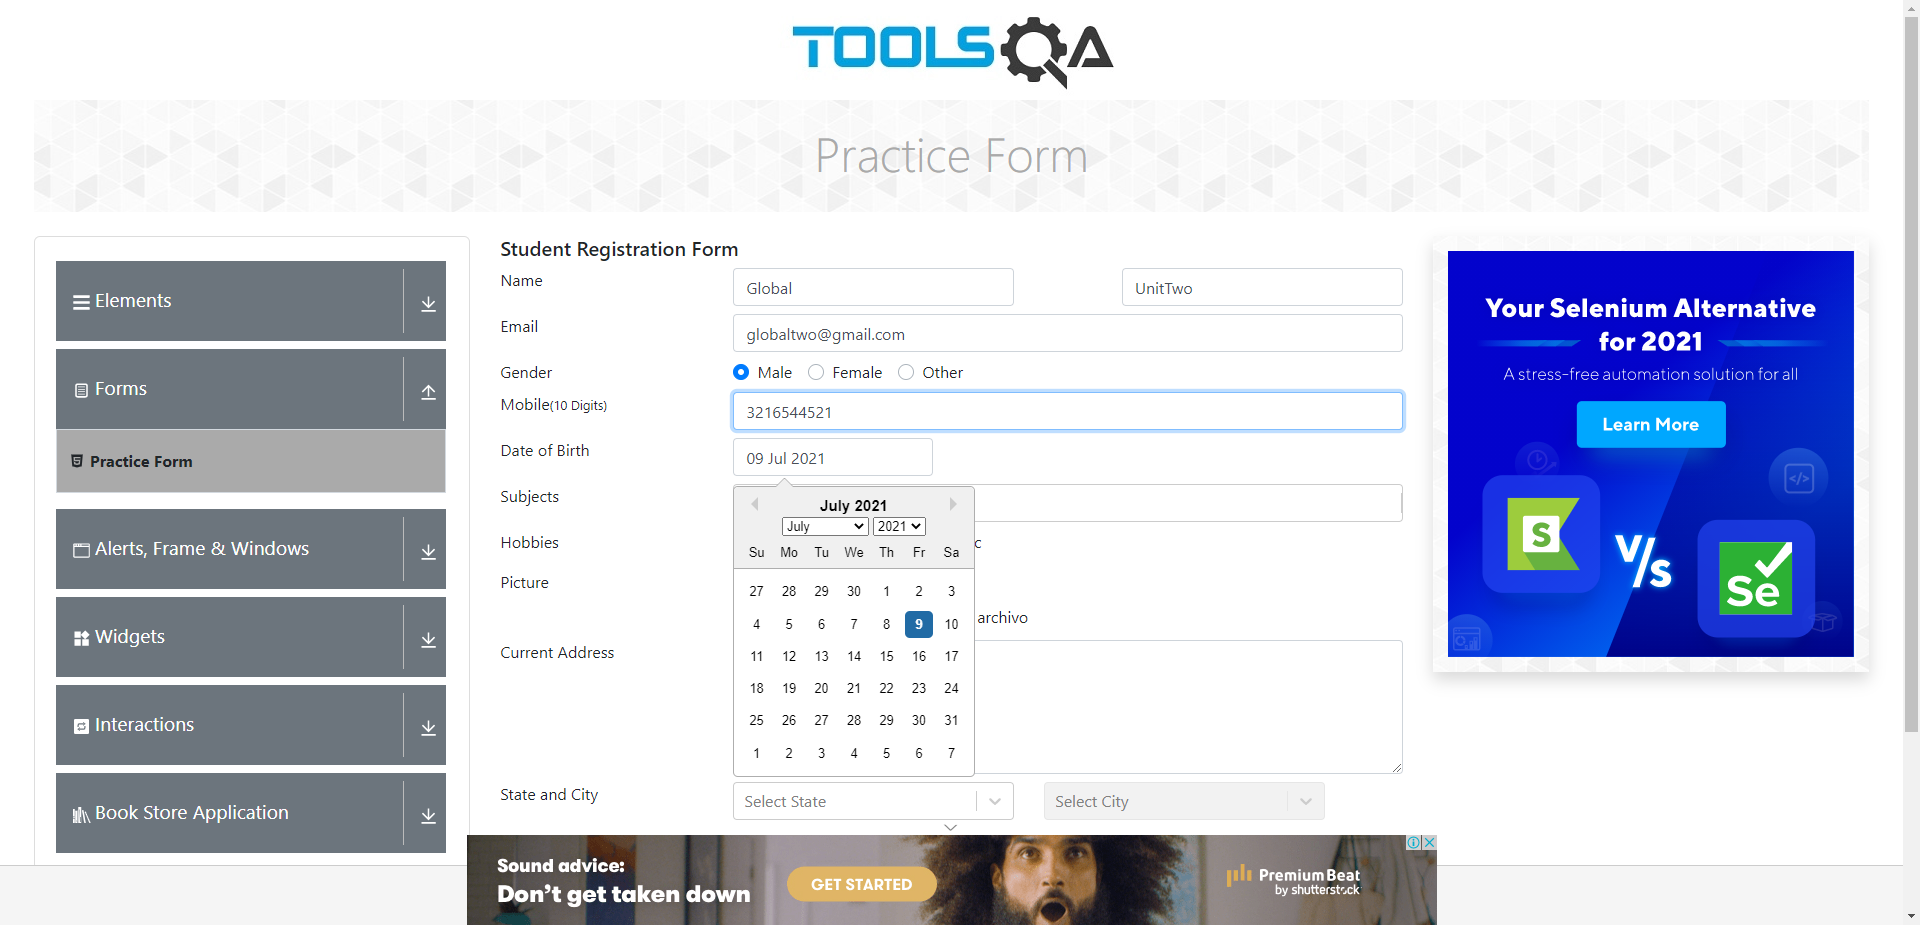 TOOLSQA
Practice Form
Elements
Forms
Practice Form
Alerts, Frame & Windows
Widgets
Interactions
Book Store Application
Student Registration Form
Name
Global
UnitTwo
Email
globaltwo@gmail.com
Gender
Male
Female
Other
Mobile(10 Digits)
3216544521
Date of Birth
09 Jul 2021
July 2021
July
2021
Su Mo Tu We Th Fr Sa
27 28 29 30 1 2 3
4 5 6 7 8 9 10
11 12 13 14 15 16 17
18 19 20 21 22 23 24
25 26 27 28 29 30 31
1 2 3 4 5 6 7
Subjects
Hobbies
c
Picture
archivo
Current Address
State and City
Select State
Select City
Your Selenium Alternative
for 2021
A stress-free automation solution for all
Learn More
S
V/s
Se
Sound advice:
Don't get taken down
GET STARTED
PremiumBeat
by shutterstock